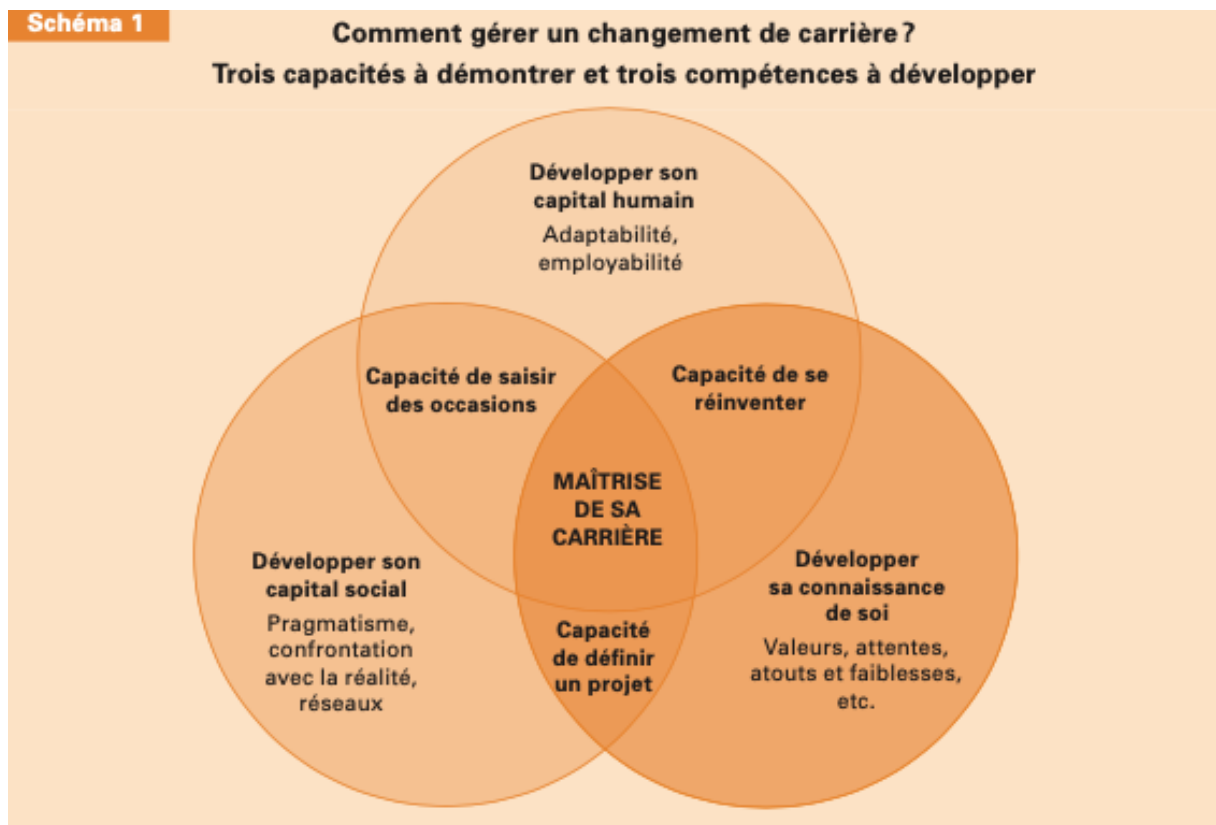 Schéma 1
Comment gérer un changement de carrière ?
Trois capacités à démontrer et trois compétences à développer
Développer son
capital humain
Adaptabilité,
employabilité
Capacité de saisir
des occasions
Capacité de se
réinventer
MAÎTRISE
DE SA
CARRIÈRE
Développer son
capital social
Pragmatisme,
confrontation
avec la réalité,
réseaux
Capacité
de définir
un projet
Développer
sa connaissance
de soi
Valeurs, attentes,
atouts et faiblesses,
etc.